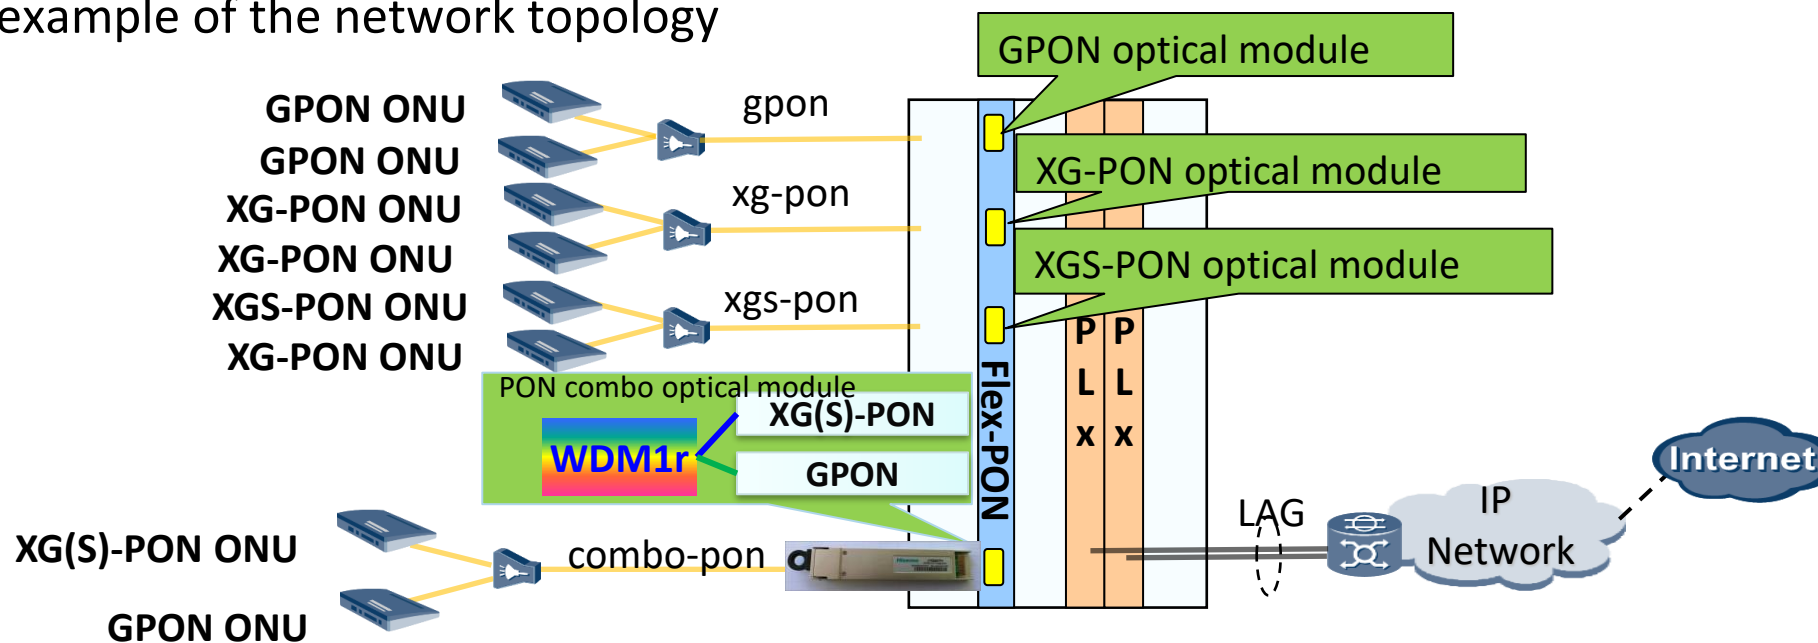 example of the network topology
GPON optical module
GPON ONU
gpon
GPON ONU
XG-PON optical module
XG-PON ONU
xg-pon
XG-PON ONU
XGS-PON optical module
XGS-PON ONU
xgs-pon
XG-PON ONU
PON combo optical module
XG(S)-PON
WDM1r
GPON
Flex-PON
P
L
x
P
L
x
Internet
IP
Network
LAG
XG(S)-PON ONU
combo-pon
GPON ONU